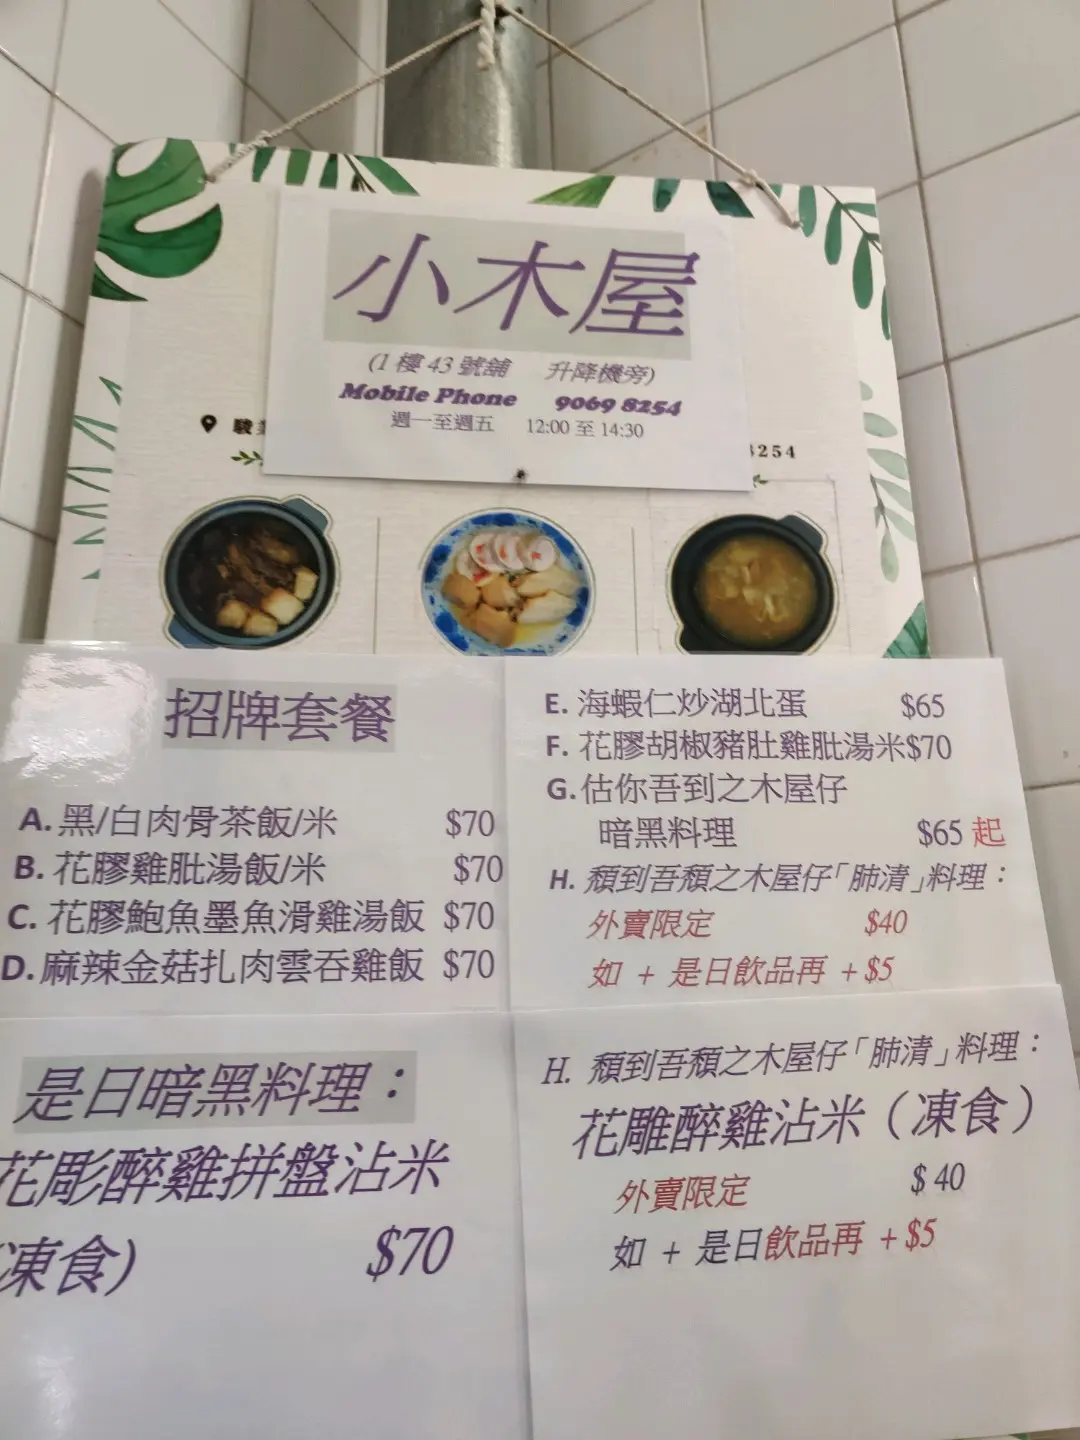 小木屋
(1 樓 43 號舖 升降機旁)
Mobile Phone 9069 8254
週一至週五 12:00 至 14:30
駿
8254
招牌套餐
A. 黑/白肉骨茶飯/米 $70
B. 花膠雞肶湯飯/米 $70
C. 花膠鮑魚墨魚滑雞湯飯 $70
D. 麻辣金菇扎肉雲吞雞飯 $70
E. 海蝦仁炒湖北蛋 $65
F. 花膠胡椒豬肚雞肶湯米$70
G. 估你吾到之木屋仔
暗黑料理 $65 起
H. 頹到吾頹之木屋仔「肺清」料理：
外賣限定 $40
如 + 是日飲品再 + $5
是日暗黑料理：
花彫醉雞拼盤沾米
(凍食) $70
H. 頹到吾頹之木屋仔「肺清」料理：
花雕醉雞沾米（凍食）
外賣限定 $ 40
如 + 是日飲品再 + $5